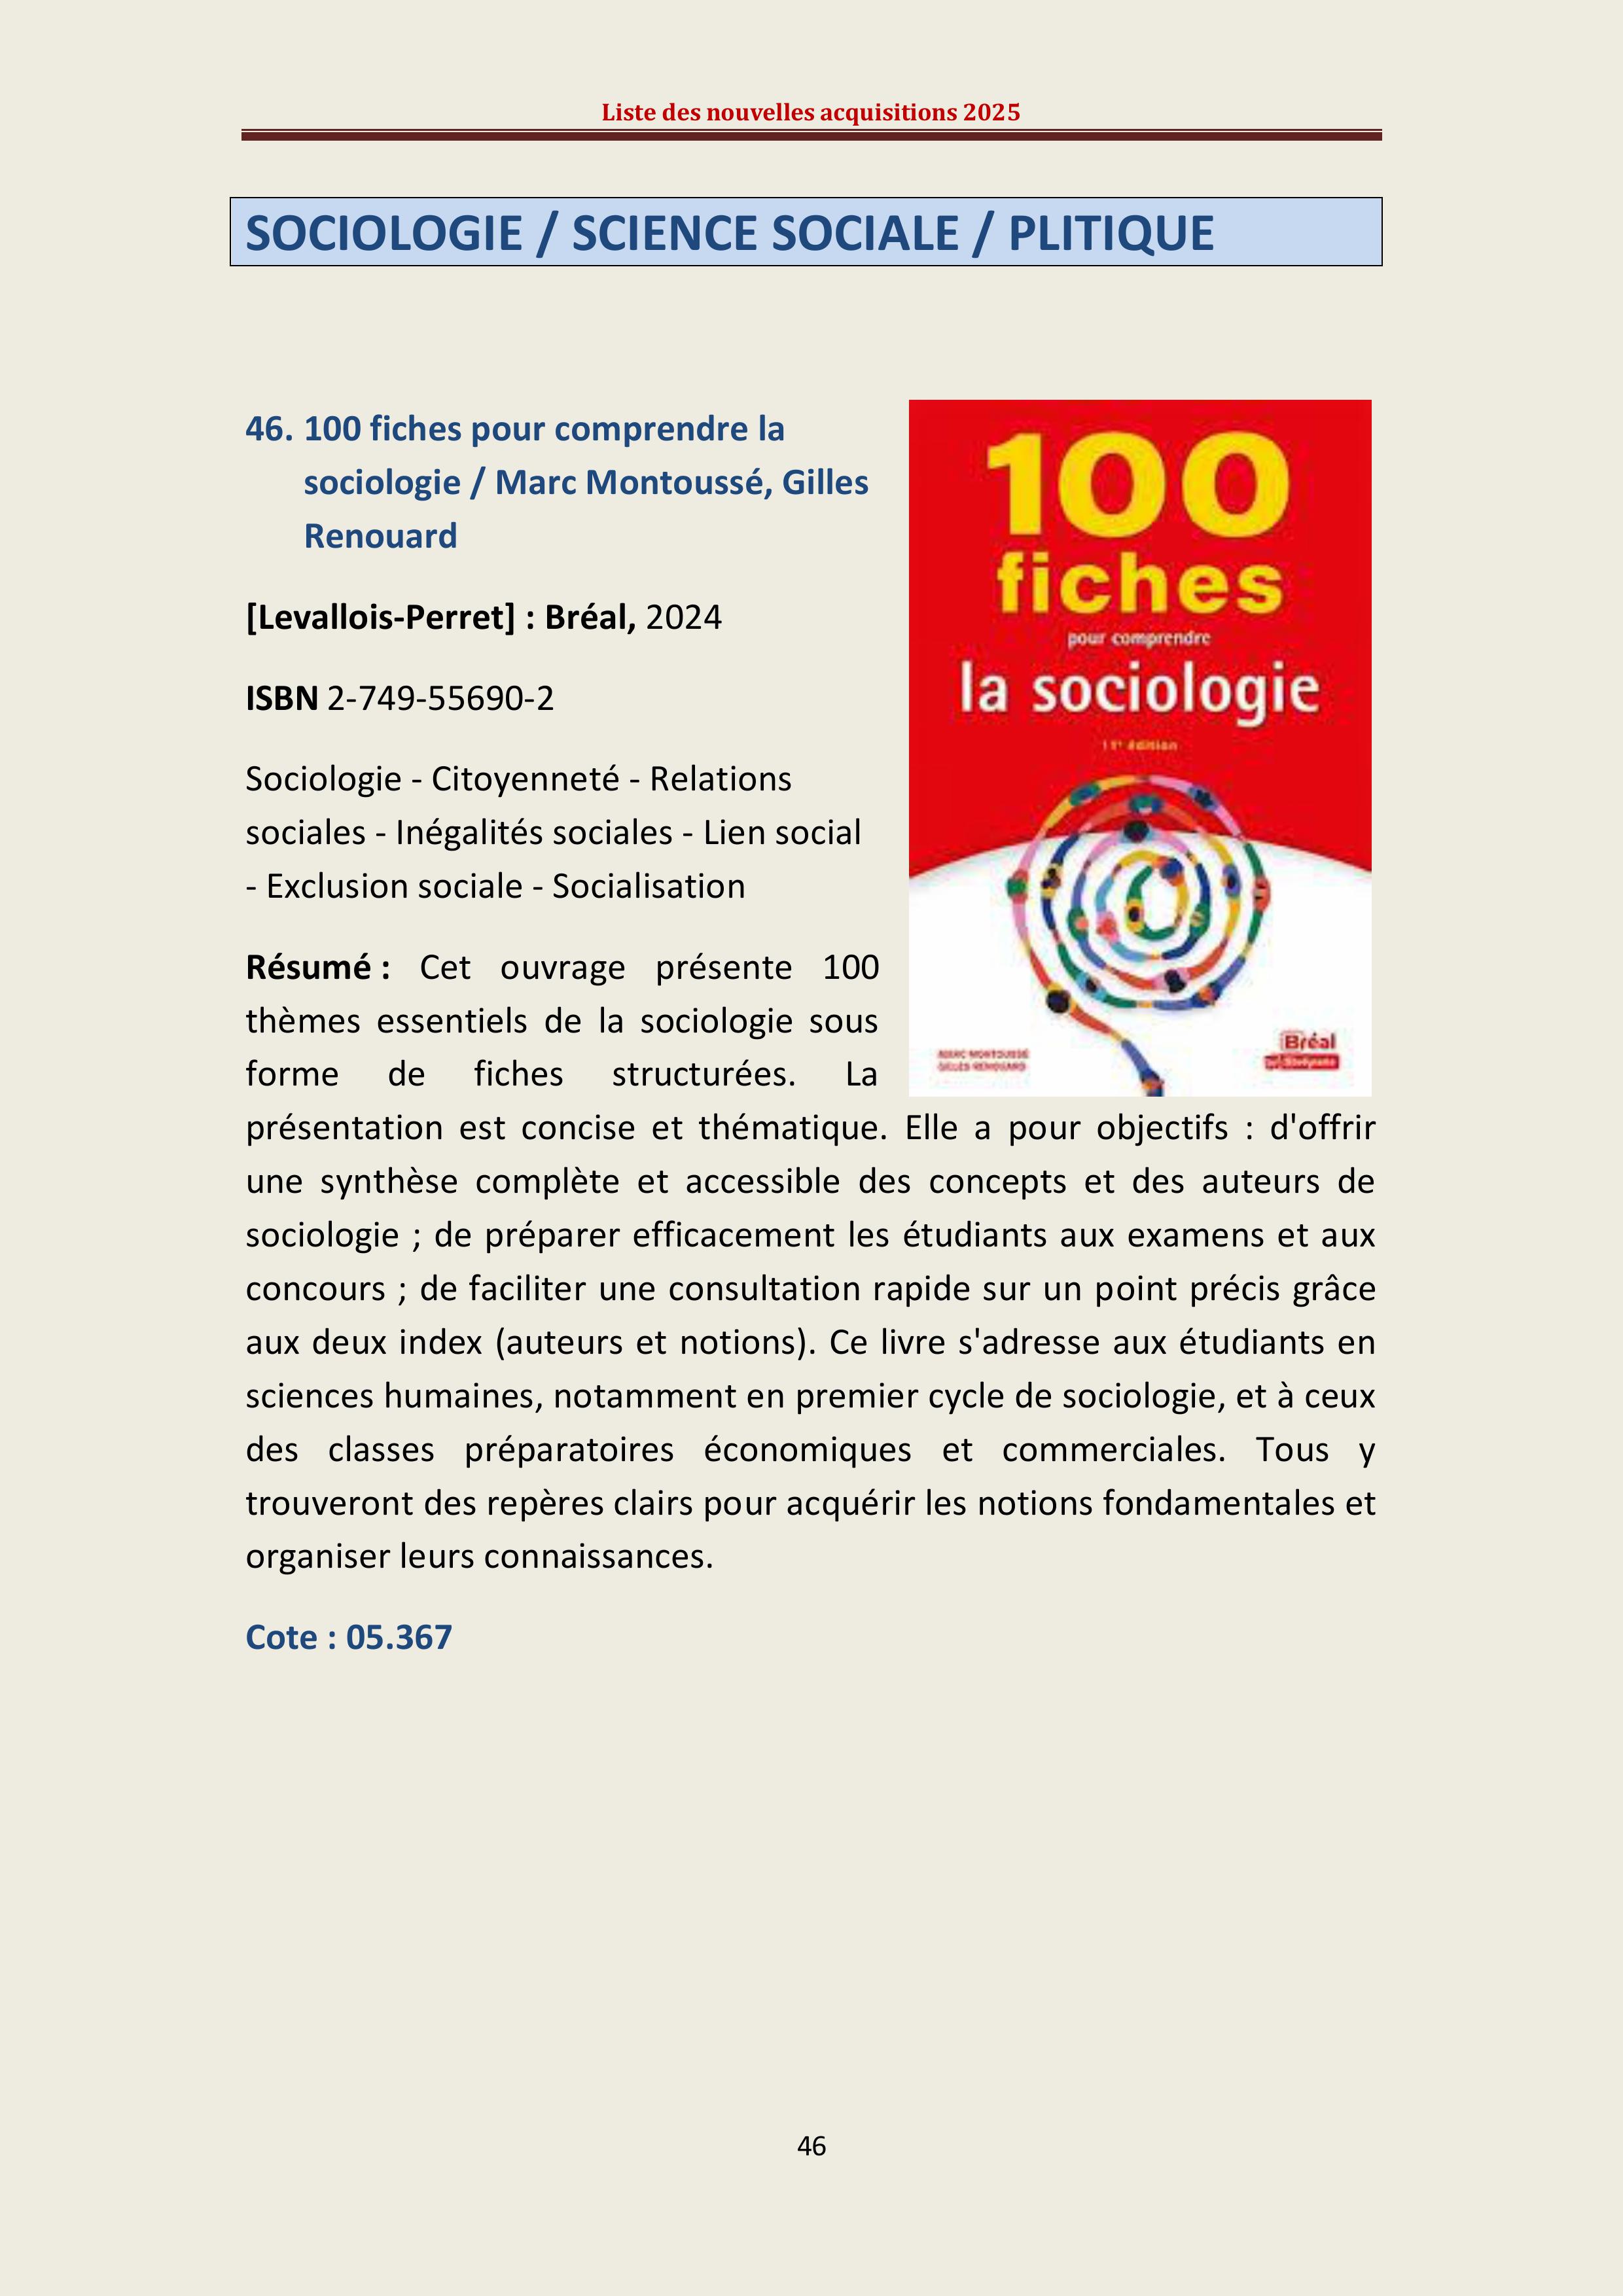 Liste des nouvelles acquisitions 2025
SOCIOLOGIE / SCIENCE SOCIALE / PLITIQUE
46. 100 fiches pour comprendre la
sociologie / Marc Montoussé, Gilles
Renouard
[Levallois-Perret] : Bréal, 2024
ISBN 2-749-55690-2
Sociologie - Citoyenneté - Relations
sociales - Inégalités sociales - Lien social
- Exclusion sociale - Socialisation
Résumé : Cet ouvrage présente 100
thèmes essentiels de la sociologie sous
forme de fiches structurées. La
présentation est concise et thématique. Elle a pour objectifs : d'offrir
une synthèse complète et accessible des concepts et des auteurs de
sociologie ; de préparer efficacement les étudiants aux examens et aux
concours ; de faciliter une consultation rapide sur un point précis grâce
aux deux index (auteurs et notions). Ce livre s'adresse aux étudiants en
sciences humaines, notamment en premier cycle de sociologie, et à ceux
des classes préparatoires économiques et commerciales. Tous y
trouveront des repères clairs pour acquérir les notions fondamentales et
organiser leurs connaissances.
Cote : 05.367
100
fiches
pour comprendre
la sociologie
édition
MARC MONTOUSSÉ
GILLES RENOUARD
Bréal
46